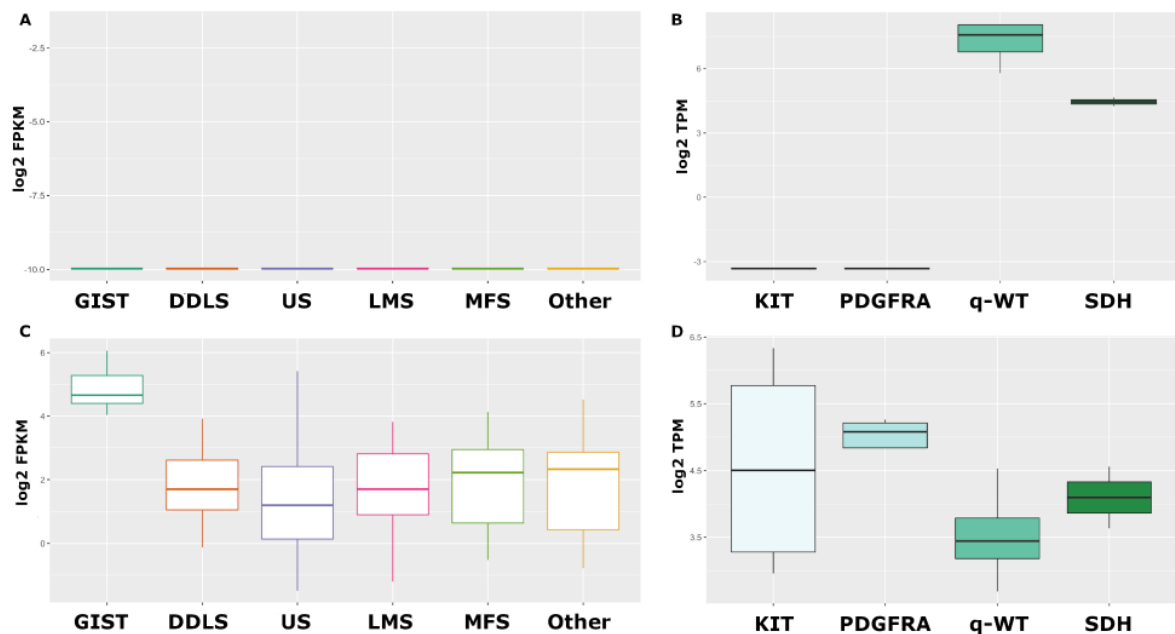 A
log2 FPKM
-2.5
-5.0
-7.5
-10.0
GIST DDLS US LMS MFS Other
B
log2 TPM
6
3
0
-3
KIT PDGFRA q-WT SDH
C
log2 FPKM
6
4
2
0
GIST DDLS US LMS MFS Other
D
log2 TPM
6.5
5.5
4.5
3.5
KIT PDGFRA q-WT SDH